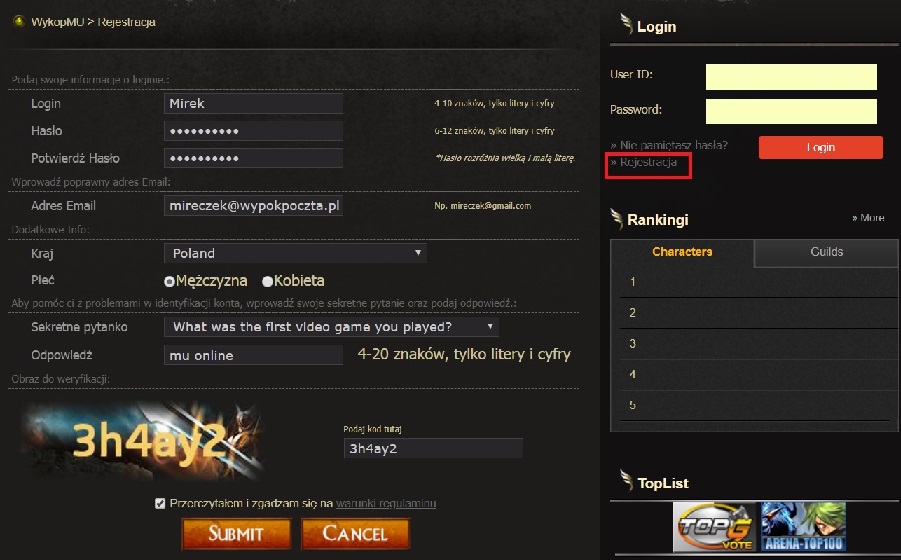 WykopMU > Rejestracja
Podaj swoje informacje o loginie.:
Login Mirek 4-10 znaków, tylko litery i cyfry
Hasło •••••••••• 6-12 znaków, tylko litery i cyfry
Potwierdź Hasło •••••••••• *Hasło rozróżnia wielką i małą literę.
Wprowadź poprawny adres Email:
Adres Email mireczek@wypokpoczta.pl Np. mireczek@gmail.com
Dodatkowe Info:
Kraj Poland
Płeć Mężczyzna Kobieta
Aby pomóc ci z problemami w identyfikacji konta, wprowadź swoje sekretne pytanie oraz podaj odpowiedź.:
Sekretne pytanko What was the first video game you played?
Odpowiedź mu online 4-20 znaków, tylko litery i cyfry
Obraz do weryfikacji:
3h4ay2
Podaj kod tutaj
3h4ay2
Przeczytałem i zgadzam się na warunki regulaminu
SUBMIT CANCEL
Login
User ID:
Password:
» Nie pamiętasz hasła? Login
» Rejestracja
Rankingi » More
Characters Guilds
1
2
3
4
5
TopList
TOPG VOTE ARENA-TOP100